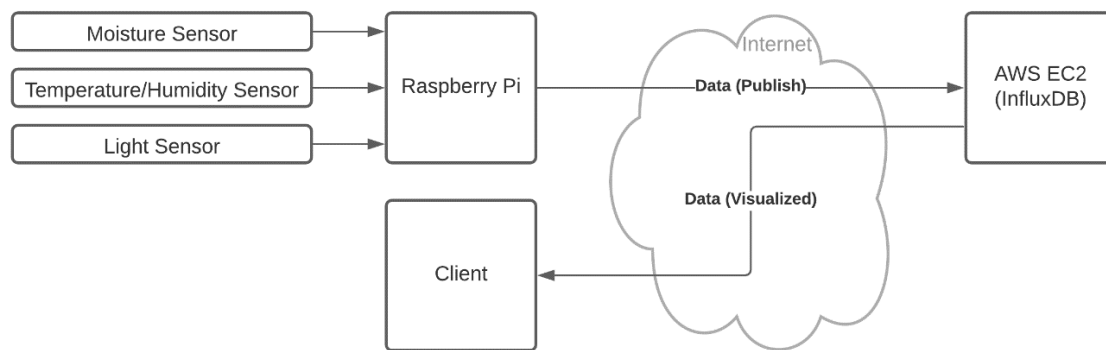 Moisture Sensor
Temperature/Humidity Sensor
Light Sensor
Raspberry Pi
Internet
Data (Publish)
AWS EC2
(InfluxDB)
Data (Visualized)
Client